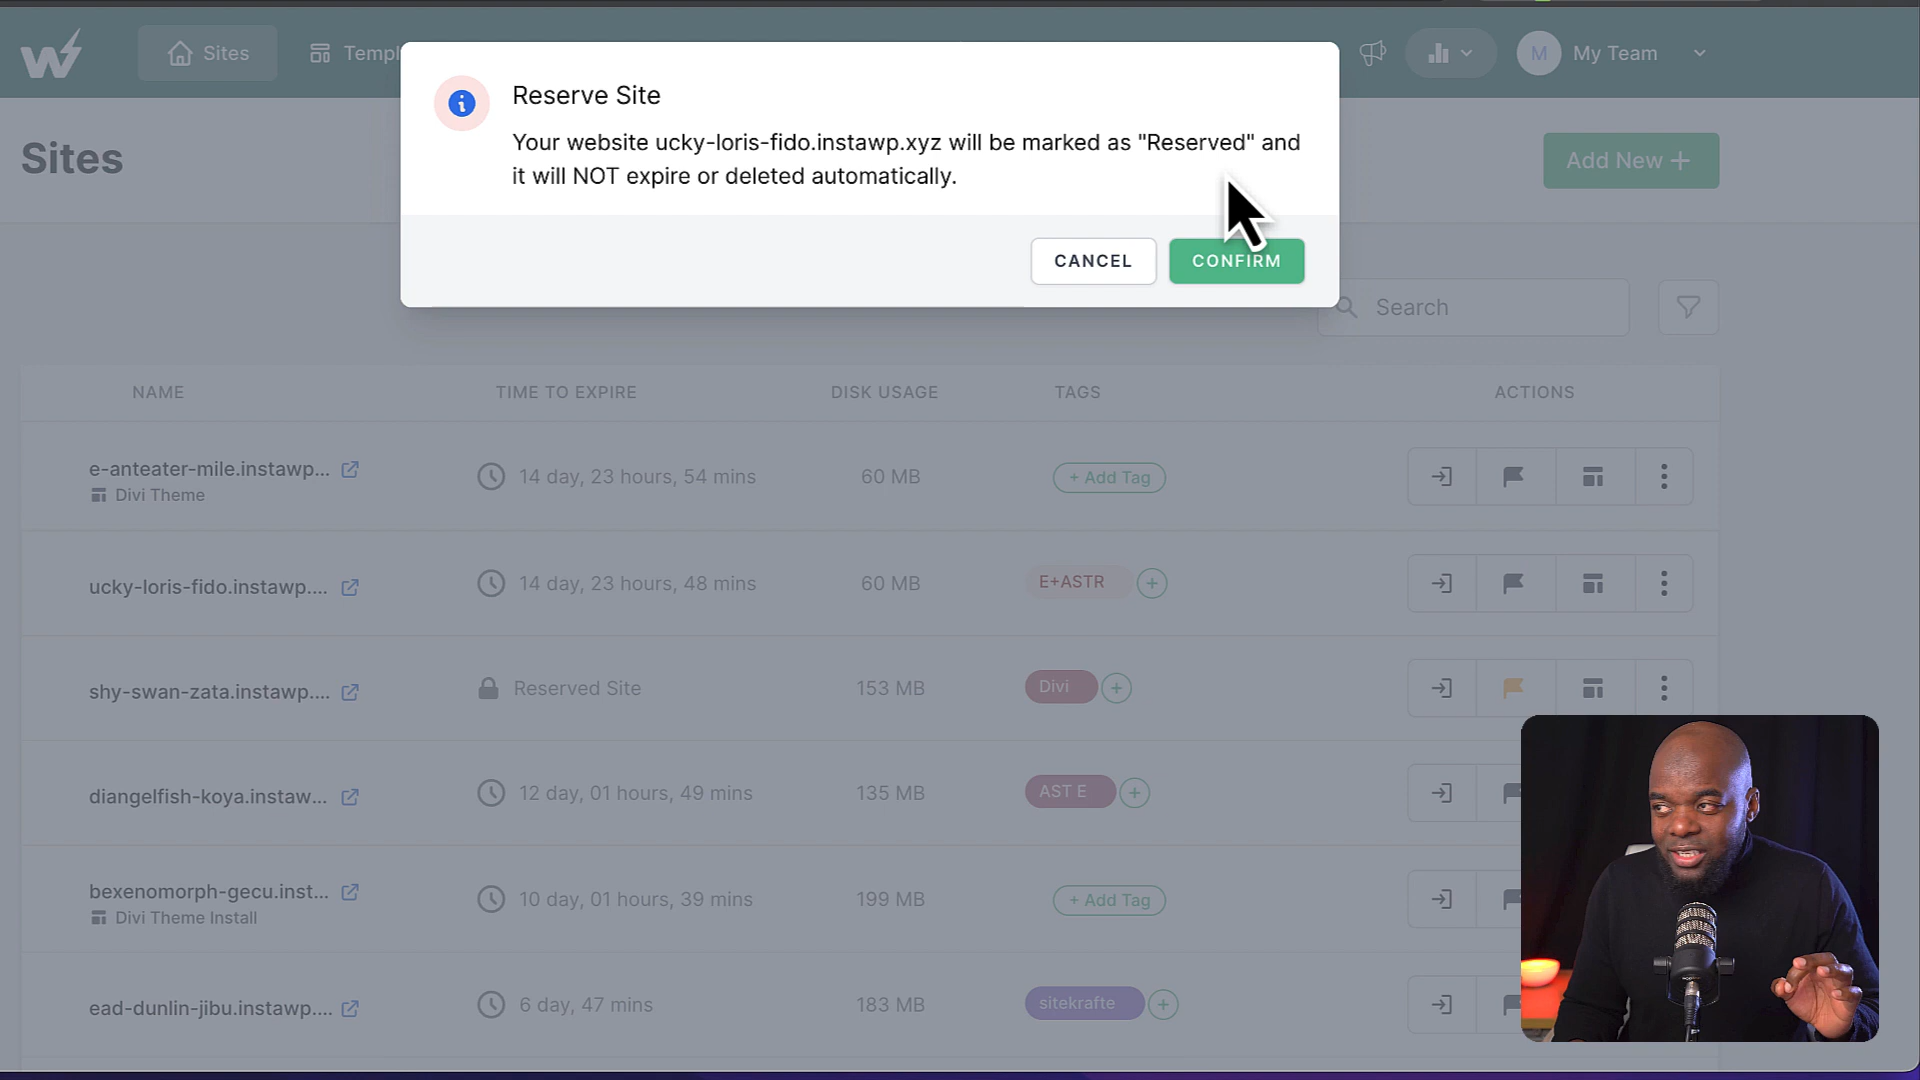 Sites
Templ
M
My Team
Reserve Site
Your website ucky-loris-fido.instawp.xyz will be marked as "Reserved" and
it will NOT expire or deleted automatically.
CANCEL
CONFIRM
Sites
Add New +
Search
NAME TIME TO EXPIRE DISK USAGE TAGS ACTIONS
e-anteater-mile.instawp...
Divi Theme
14 day, 23 hours, 54 mins 60 MB + Add Tag
ucky-loris-fido.instawp.... 14 day, 23 hours, 48 mins 60 MB E+ASTR +
shy-swan-zata.instawp.... Reserved Site 153 MB Divi +
diangelfish-koya.instaw... 12 day, 01 hours, 49 mins 135 MB AST E +
bexenomorph-gecu.inst...
Divi Theme Install
10 day, 01 hours, 39 mins 199 MB + Add Tag
ead-dunlin-jibu.instawp.... 6 day, 47 mins 183 MB sitekrafte +